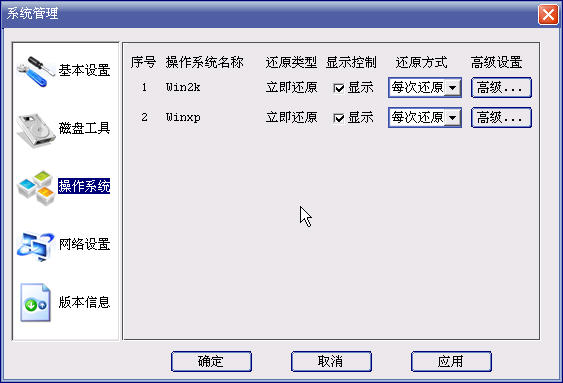 系统管理
基本设置
磁盘工具
操作系统
网络设置
版本信息
序号 操作系统名称 还原类型 显示控制 还原方式 高级设置
1 Win2k 立即还原 显示 每次还原 高级...
2 Winxp 立即还原 显示 每次还原 高级...
确定 取消 应用